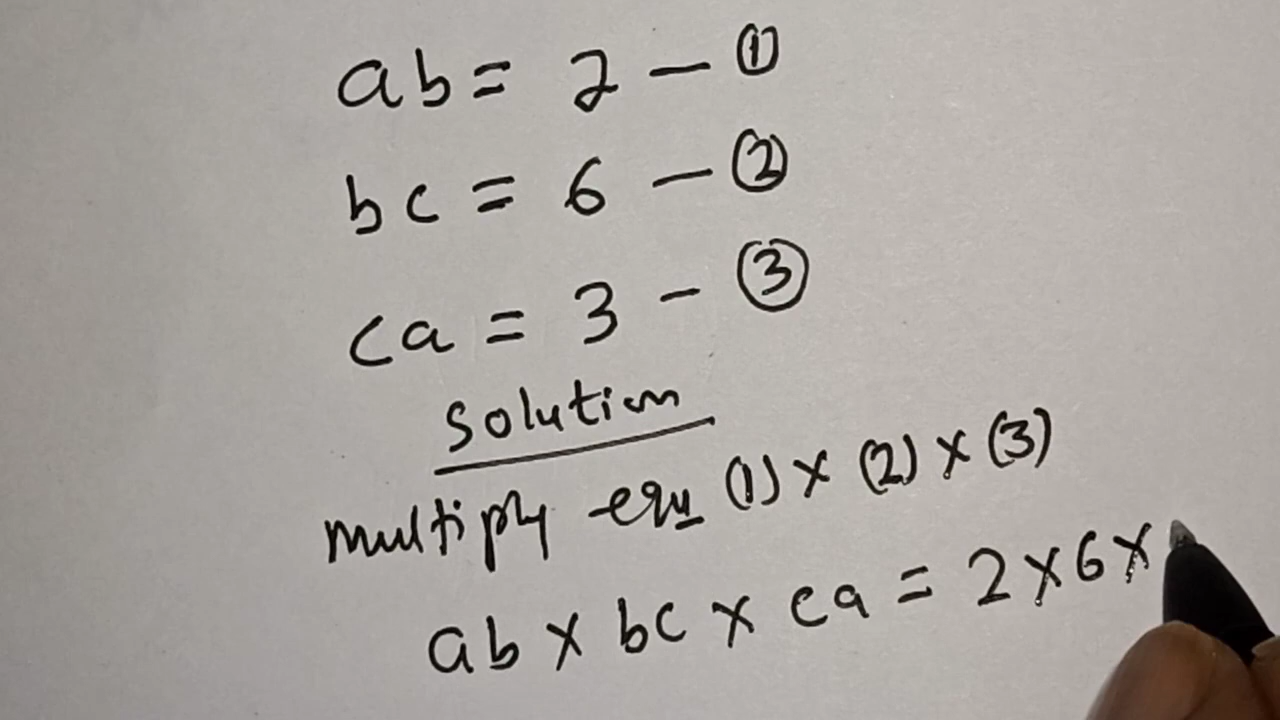 ab = 2 — ①
bc = 6 — ②
ca = 3 — ③
Solution
Multiply eqn (1) × (2) × (3)
ab × bc × ca = 2 × 6 ×